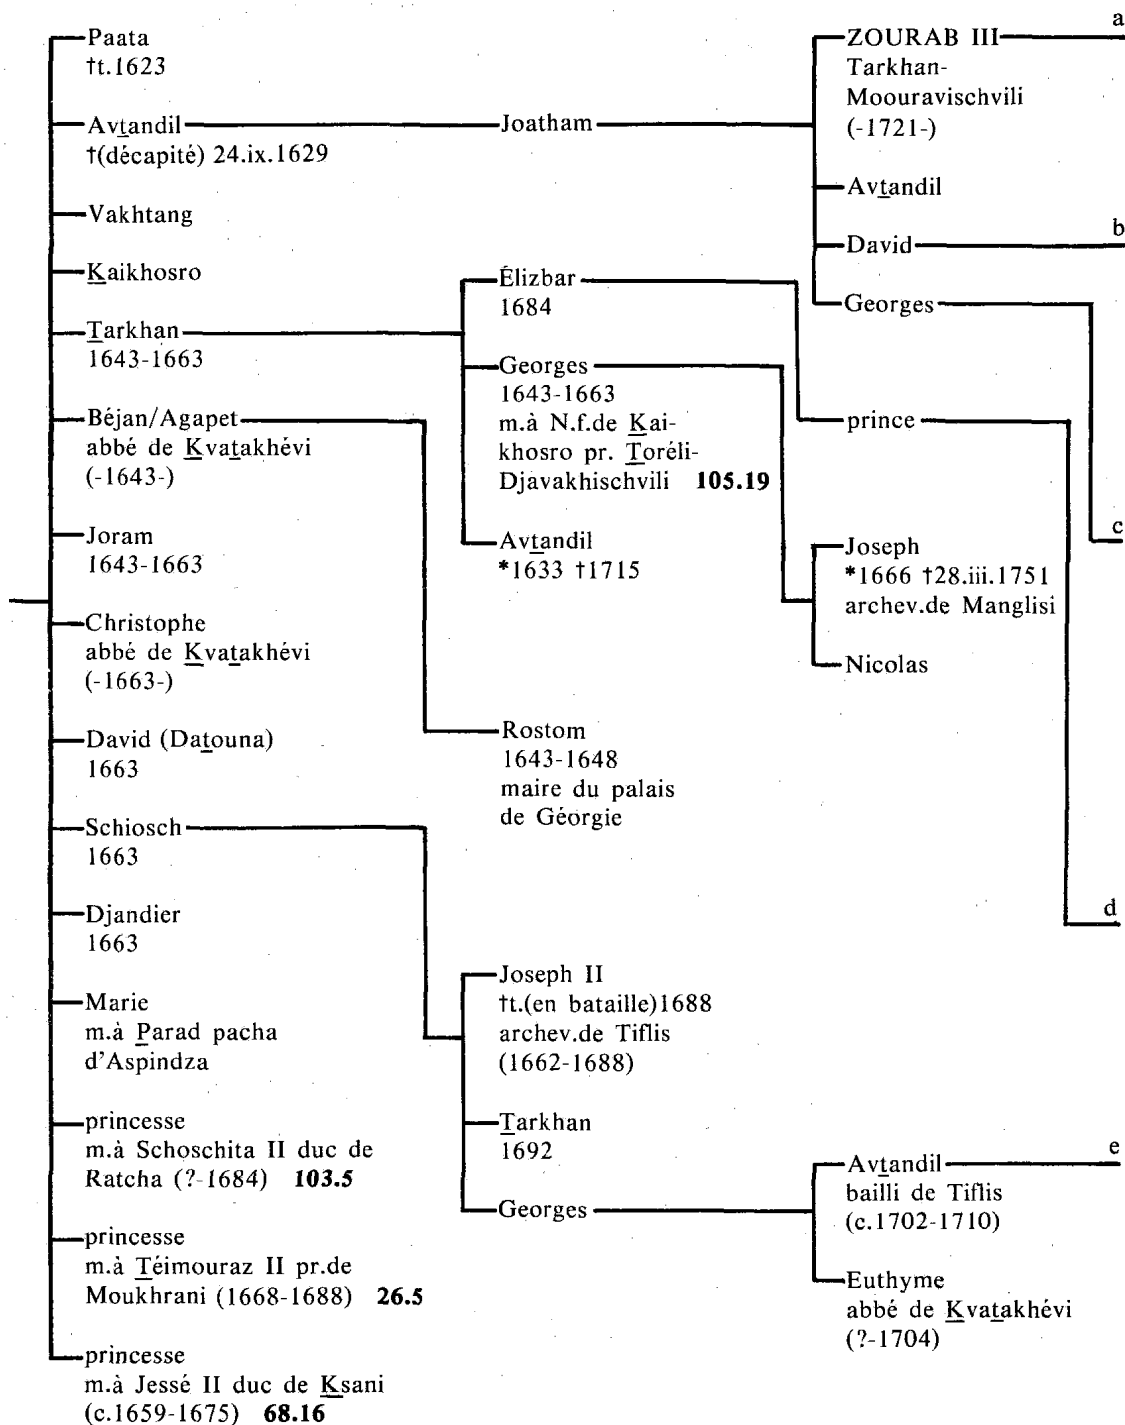 Paata
†t.1623
Avtandil
†(décapité) 24.ix.1629
Vakhtang
Kaikhosro
Tarkhan
1643-1663
Béjan/Agapet
abbé de Kvatakhévi
(-1643-)
Joram
1643-1663
Christophe
abbé de Kvatakhévi
(-1663-)
David (Datouna)
1663
Schiosch
1663
Djandier
1663
Marie
m.à Parad pacha
d'Aspindza
princesse
m.à Schoschita II duc de
Ratcha (?-1684) 103.5
princesse
m.à Téimouraz II pr.de
Moukhrani (1668-1688) 26.5
princesse
m.à Jessé II duc de Ksani
(c.1659-1675) 68.16
Joatham
Élizbar
1684
Georges
1643-1663
m.à N.f.de Kai-
khosro pr. Toréli-
Djavakhischvili 105.19
Avtandil
*1633 †1715
Rostom
1643-1648
maire du palais
de Géorgie
Joseph II
†t.(en bataille)1688
archev.de Tiflis
(1662-1688)
Tarkhan
1692
Georges
ZOURAB III
a
Tarkhan-
Moouravischvili
(-1721-)
Avtandil
David
b
Georges
prince
c
Joseph
*1666 †28.iii.1751
archev.de Manglisi
Nicolas
d
Avtandil
e
bailli de Tiflis
(c.1702-1710)
Euthyme
abbé de Kvatakhévi
(?-1704)